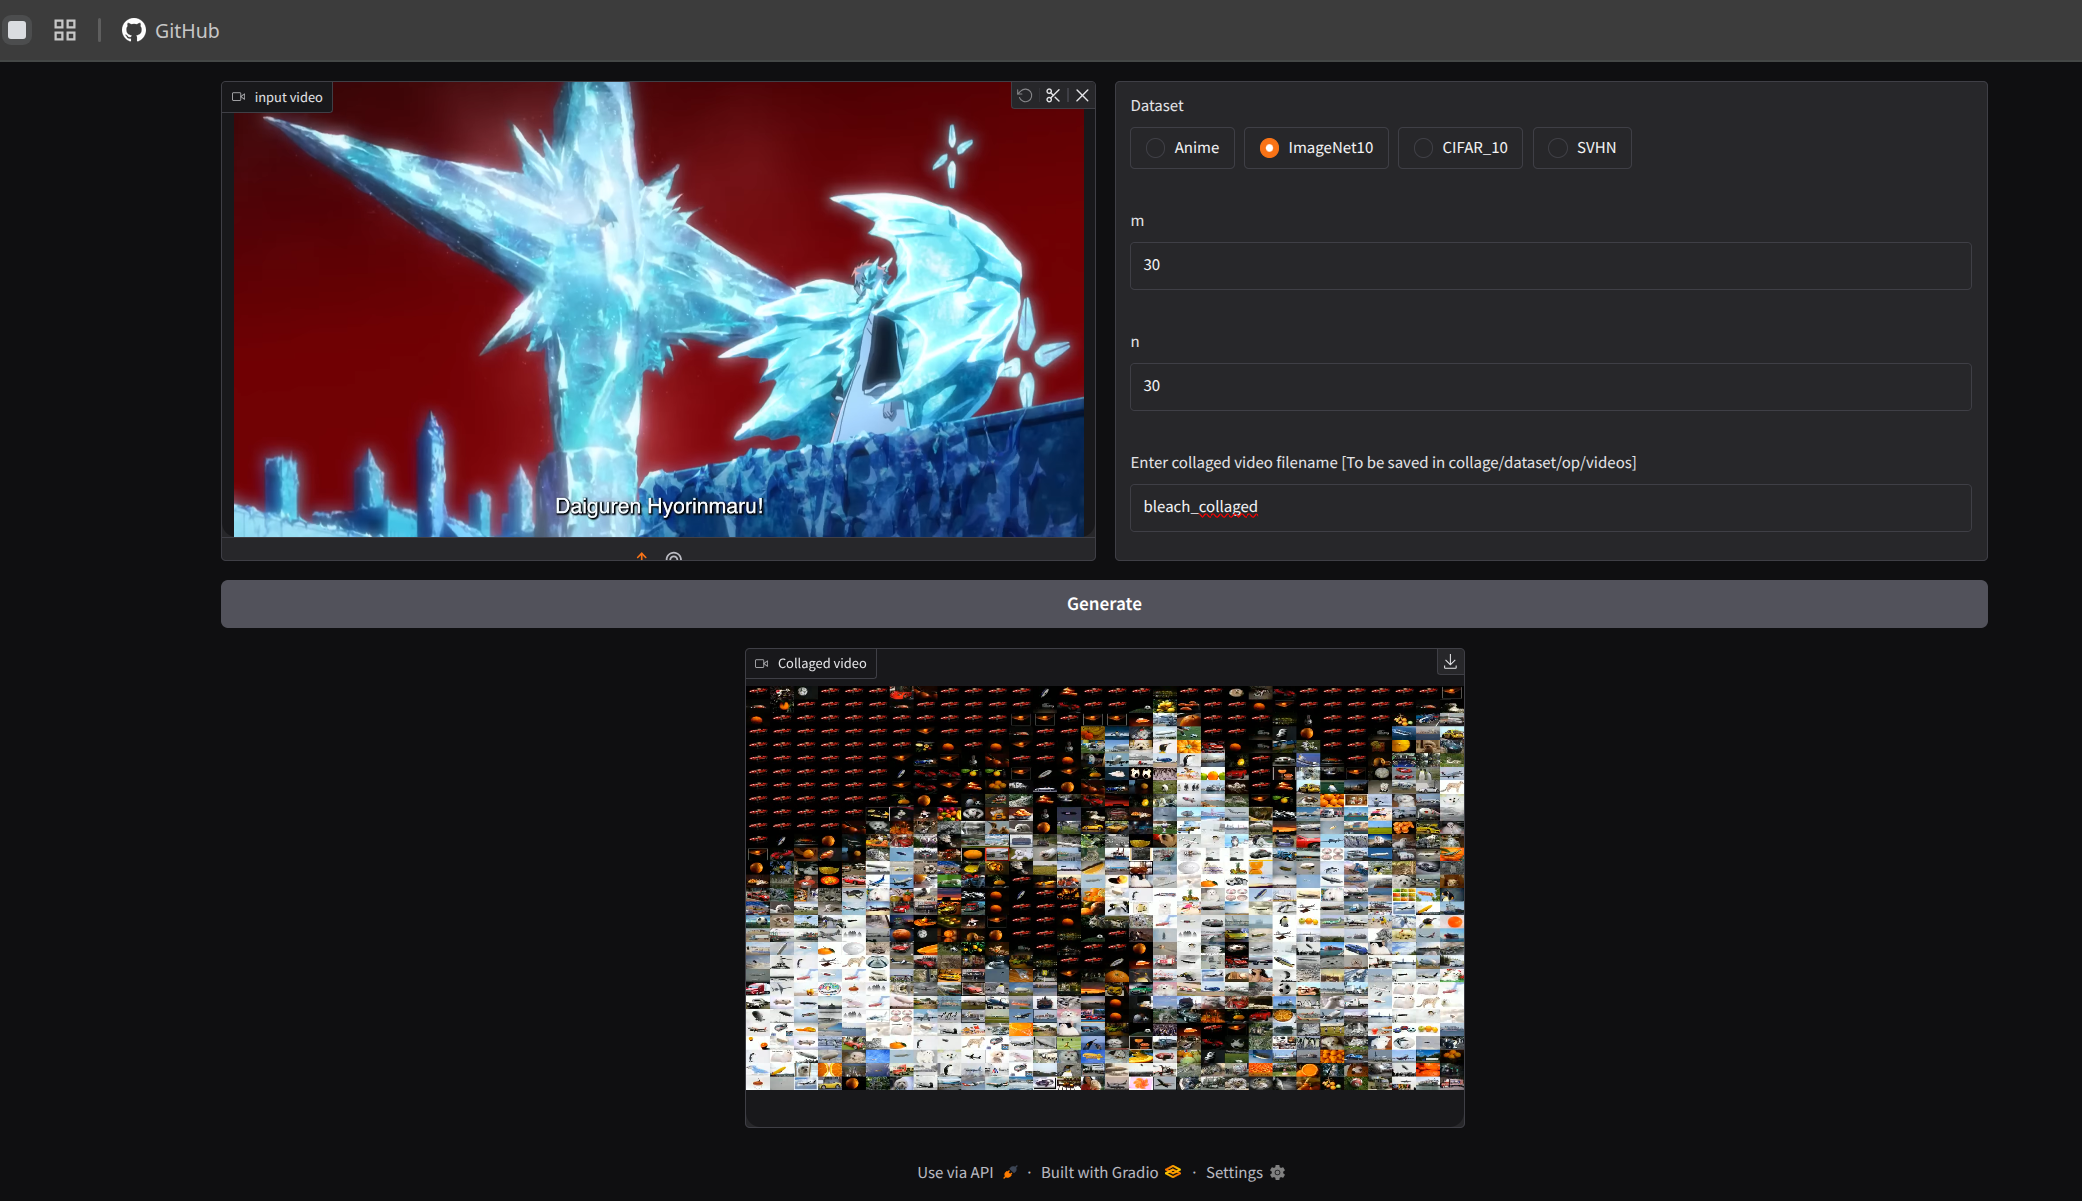 GitHub
input video
Daiguren Hyorinmaru!
Dataset
Anime
ImageNet10
CIFAR_10
SVHN
m
30
n
30
Enter collaged video filename [To be saved in collage/dataset/op/videos]
bleach_collaged
Generate
Collaged video
Use via API · Built with Gradio · Settings